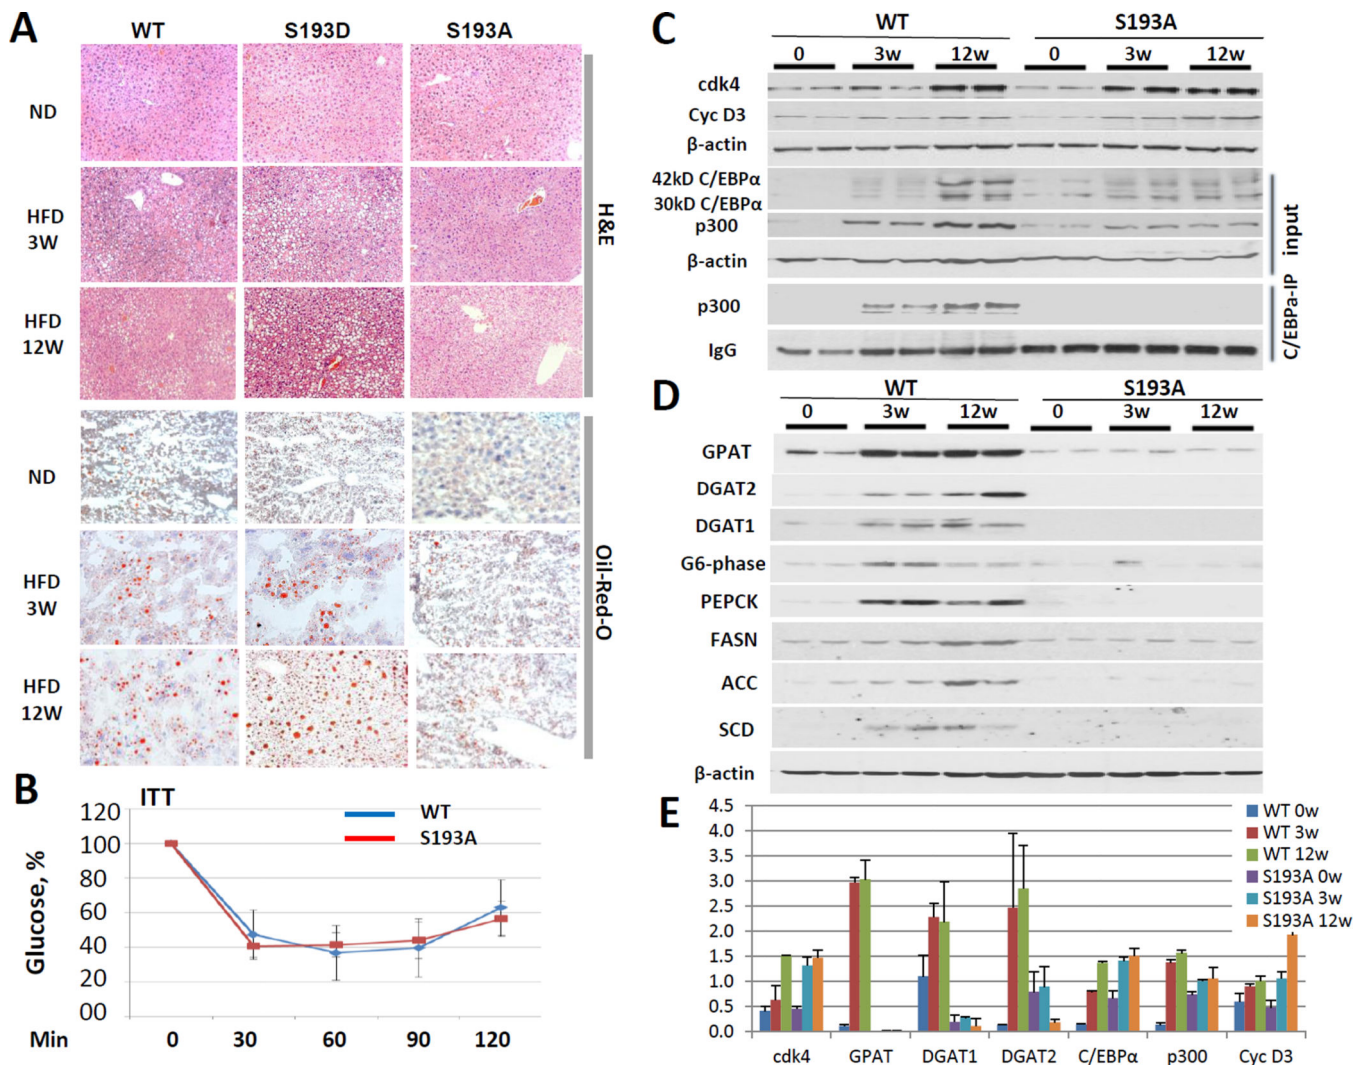 A
WT S193D S193A
ND
HFD
3W
HFD
12W
H&E
ND
HFD
3W
HFD
12W
Oil-Red-O
B
ITT
WT
S193A
Glucose, %
120
100
80
60
40
20
00
Min 0 30 60 90 120
C
WT S193A
0 3w 12w 0 3w 12w
cdk4
Cyc D3
β-actin
42kD C/EBPα
30kD C/EBPα
p300
β-actin
input
p300
IgG
C/EBPa-IP
D
WT S193A
0 3w 12w 0 3w 12w
GPAT
DGAT2
DGAT1
G6-phase
PEPCK
FASN
ACC
SCD
β-actin
E
4.5
4.0
3.5
3.0
2.5
2.0
1.5
1.0
0.5
0.0
WT 0w
WT 3w
WT 12w
S193A 0w
S193A 3w
S193A 12w
cdk4 GPAT DGAT1 DGAT2 C/EBPα p300 Cyc D3